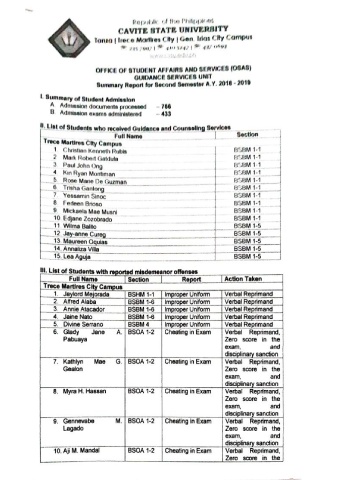 Republic of the Philippines
CAVITE STATE UNIVERSITY
Tanza | Trece Martires City | Gen. Trias City Campus
OFFICE OF STUDENT AFFAIRS AND SERVICES (OSAS)
GUIDANCE SERVICES UNIT
Summary Report for Second Semester A.Y. 2018 - 2019
I. Summary of Student Admission
A Admission documents processed - 766
B Admission exams administered - 433
II. List of Students who received Guidance and Counseling Services
Full Name Section
Trece Martires City Campus
1. Christian Kenneth Rubis BSBM 1-1
2. Mark Robert Gatdula BSBM 1-1
3. Paul John Ong BSBM 1-1
4. Kin Ryan Mortiman BSBM 1-1
5. Rose Marie De Guzman BSBM 1-1
6. Trisha Gantong BSBM 1-1
7. Yessamin Sinoc BSBM 1-1
8. Ferleen Brioso BSBM 1-1
9. Mickaela Mae Musni BSBM 1-1
10. Edjane Zozobrado BSBM 1-1
11. Wilma Balito BSBM 1-5
12. Jay-anne Cureg BSBM 1-5
13. Maureen Oquias BSBM 1-5
14. Annaliza Villa BSBM 1-5
15. Lea Aguja BSBM 1-5
III. List of Students with reported misdemeanor offenses
Full Name Section Report Action Taken
Trece Martires City Campus
1. Jaylord Mejorada BSHM 1-1 Improper Uniform Verbal Reprimand
2. Alfred Alaba BSBM 1-6 Improper Uniform Verbal Reprimand
3. Annie Atacador BSBM 1-6 Improper Uniform Verbal Reprimand
4. Jaine Nato BSBM 1-6 Improper Uniform Verbal Reprimand
5. Divine Serrano BSBM 4 Improper Uniform Verbal Reprimand
6. Glady Jane A. BSOA 1-2 Cheating in Exam Verbal Reprimand,
Pabuaya Zero score in the
exam, and
disciplinary sanction
7. Kathlyn Mae G. BSOA 1-2 Cheating in Exam Verbal Reprimand,
Gealon Zero score in the
exam, and
disciplinary sanction
8. Myra H. Hassan BSOA 1-2 Cheating in Exam Verbal Reprimand,
Zero score in the
exam, and
disciplinary sanction
9. Gennevabe M. BSOA 1-2 Cheating in Exam Verbal Reprimand,
Lagado Zero score in the
exam, and
disciplinary sanction
10. Aji M. Mandal BSOA 1-2 Cheating in Exam Verbal Reprimand,
Zero score in the